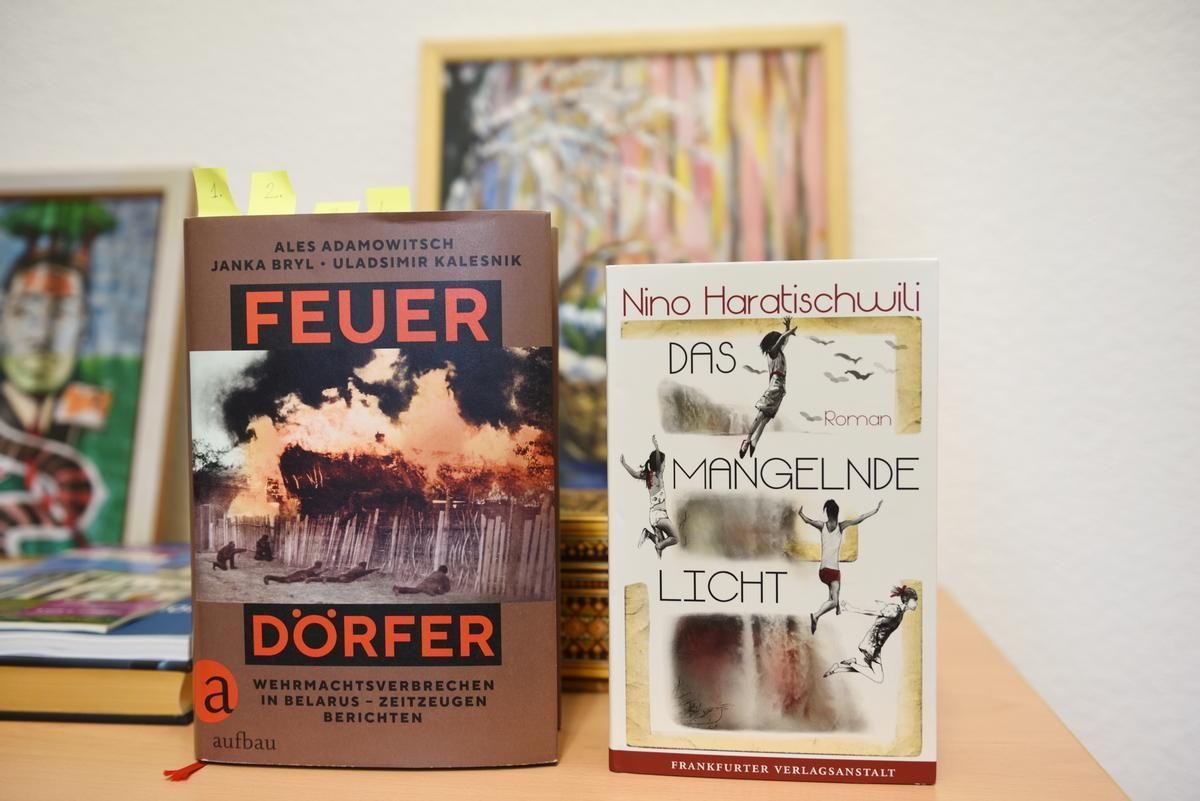 1.
2.
ALES ADAMOWITSCH
JANKA BRYL • ULADSIMIR KALESNIK
FEUER
DÖRFER
a
WEHRMACHTSVERBRECHEN
IN BELARUS – ZEITZEUGEN
BERICHTEN
aufbau
Nino Haratischwili
DAS
Roman
MANGELNDE
LICHT
FRANKFURTER VERLAGSANSTALT